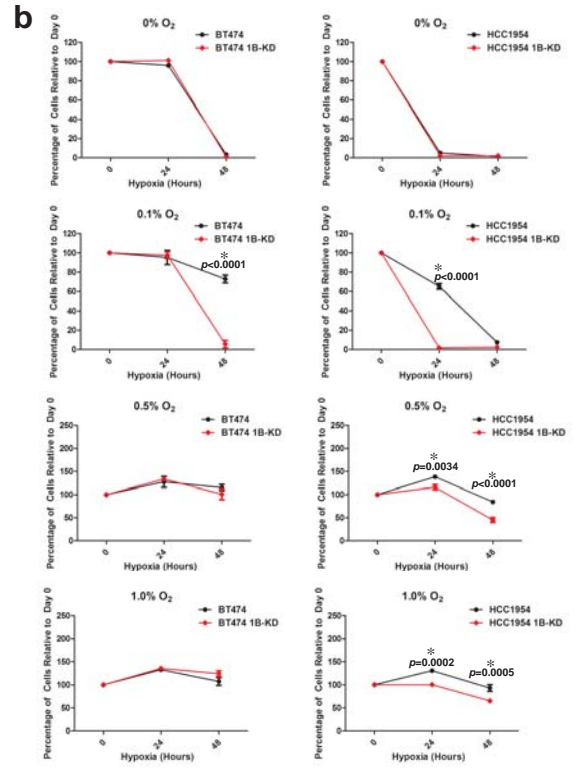 b
0% O2
BT474
BT474 1B-KD
Percentage of Cells Relative to Day 0
120
100
80
60
40
20
0
0
24
48
Hypoxia (Hours)
0% O2
HCC1954
HCC1954 1B-KD
Percentage of Cells Relative to Day 0
120
100
80
60
40
20
0
0
24
48
Hypoxia (Hours)
0.1% O2
BT474
BT474 1B-KD
Percentage of Cells Relative to Day 0
120
100
80
60
40
20
0
*
p<0.0001
0
24
48
Hypoxia (Hours)
0.1% O2
HCC1954
HCC1954 1B-KD
Percentage of Cells Relative to Day 0
120
100
80
60
40
20
0
*
p<0.0001
0
24
48
Hypoxia (Hours)
0.5% O2
BT474
BT474 1B-KD
Percentage of Cells Relative to Day 0
250
200
150
100
50
0
0
24
48
Hypoxia (Hours)
0.5% O2
HCC1954
HCC1954 1B-KD
Percentage of Cells Relative to Day 0
250
200
150
100
50
0
*
p=0.0034
*
p<0.0001
0
24
48
Hypoxia (Hours)
1.0% O2
BT474
BT474 1B-KD
Percentage of Cells Relative to Day 0
250
200
150
100
50
0
0
24
48
Hypoxia (Hours)
1.0% O2
HCC1954
HCC1954 1B-KD
Percentage of Cells Relative to Day 0
250
200
150
100
50
0
*
p=0.0002
*
p=0.0005
0
24
48
Hypoxia (Hours)